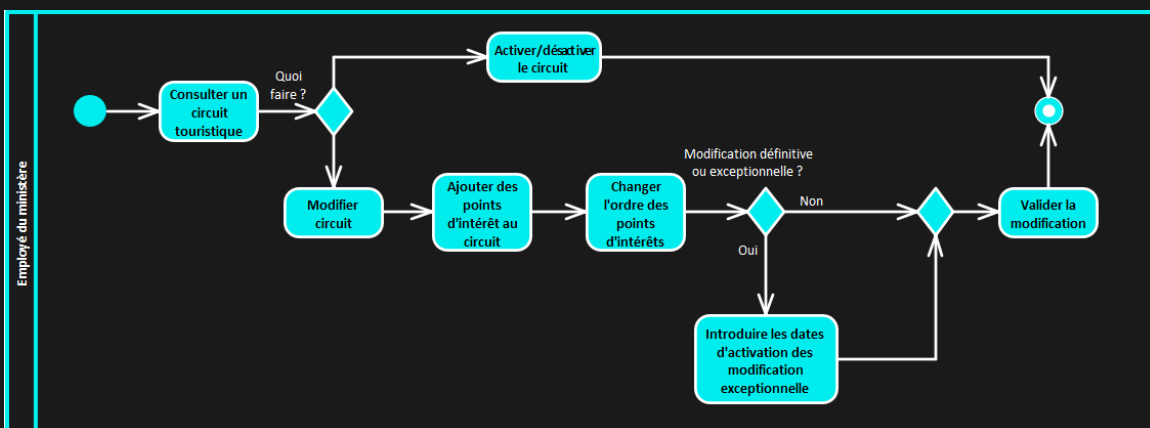 Employé du ministère
Consulter un
circuit
touristique
Quoi
faire ?
Activer/désactiver
le circuit
Modifier
circuit
Ajouter des
points
d'intérêt au
circuit
Changer
l'ordre des
points
d'intérêts
Modification définitive
ou exceptionnelle ?
Non
Oui
Introduire les dates
d'activation des
modification
exceptionnelle
Valider la
modification